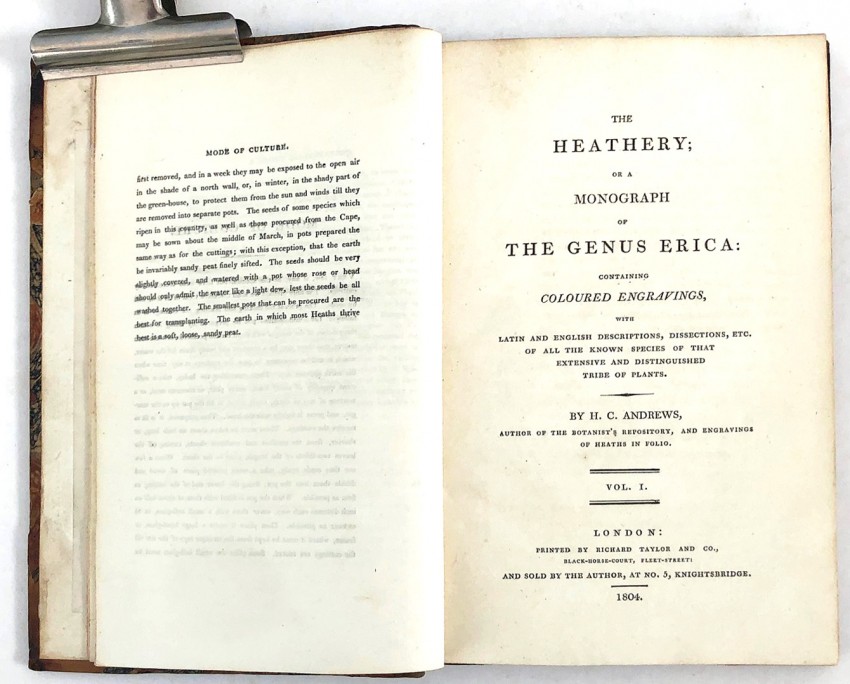 MODE OF CULTURE.
first removed, and in a week they may be exposed to the open air
in the shade of a north wall, or, in winter, in the shady part of
the green-house, to protect them from the sun and winds till they
are removed into separate pots. The seeds of some species which
ripen in this country, as well as those procured from the Cape,
may be sown about the middle of March, in pots prepared the
same way as for the cuttings; with this exception, that the earth
be invariably sandy peat finely sifted. The seeds should be very
slightly covered, and watered with a pot whose rose or head
should only admit the water like a light dew, lest the seeds be all
washed together. The smallest pots that can be procured are the
best for transplanting. The earth in which most Heaths thrive
best is a soft, loose, sandy peat.
THE
HEATHERY;
OR A
MONOGRAPH
OF
THE GENUS ERICA:
CONTAINING
COLOURED ENGRAVINGS,
WITH
LATIN AND ENGLISH DESCRIPTIONS, DISSECTIONS, ETC.
OF ALL THE KNOWN SPECIES OF THAT
EXTENSIVE AND DISTINGUISHED
TRIBE OF PLANTS.
BY H. C. ANDREWS,
AUTHOR OF THE BOTANIST'S REPOSITORY, AND ENGRAVINGS
OF HEATHS IN FOLIO.
VOL. I.
LONDON:
PRINTED BY RICHARD TAYLOR AND CO.,
BLACK-HORSE-COURT, FLEET-STREET:
AND SOLD BY THE AUTHOR, AT NO. 5, KNIGHTSBRIDGE.
1804.